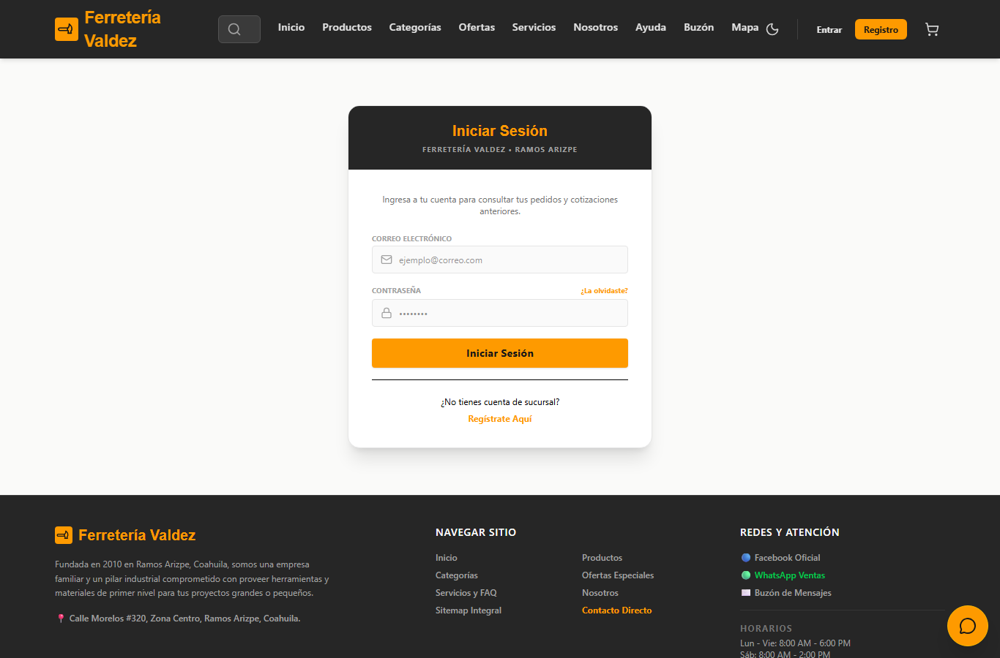 Ferretería
Valdez
Inicio
Productos
Categorías
Ofertas
Servicios
Nosotros
Ayuda
Buzón
Mapa
Entrar
Registro
Iniciar Sesión
FERRETERÍA VALDEZ • RAMOS ARIZPE
Ingresa a tu cuenta para consultar tus pedidos y cotizaciones
anteriores.
CORREO ELECTRÓNICO
ejemplo@correo.com
CONTRASEÑA
¿La olvidaste?
••••••••
Iniciar Sesión
¿No tienes cuenta de sucursal?
Regístrate Aquí
Ferretería Valdez
Fundada en 2010 en Ramos Arizpe, Coahuila, somos una empresa
familiar y un pilar industrial comprometido con proveer herramientas y
materiales de primer nivel para tus proyectos grandes o pequeños.
📍 Calle Morelos #320, Zona Centro, Ramos Arizpe, Coahuila.
NAVEGAR SITIO
Inicio
Productos
Categorías
Ofertas Especiales
Servicios y FAQ
Nosotros
Sitemap Integral
Contacto Directo
REDES Y ATENCIÓN
Facebook Oficial
WhatsApp Ventas
Buzón de Mensajes
HORARIOS
Lun - Vie: 8:00 AM - 6:00 PM
Sáb: 8:00 AM - 2:00 PM